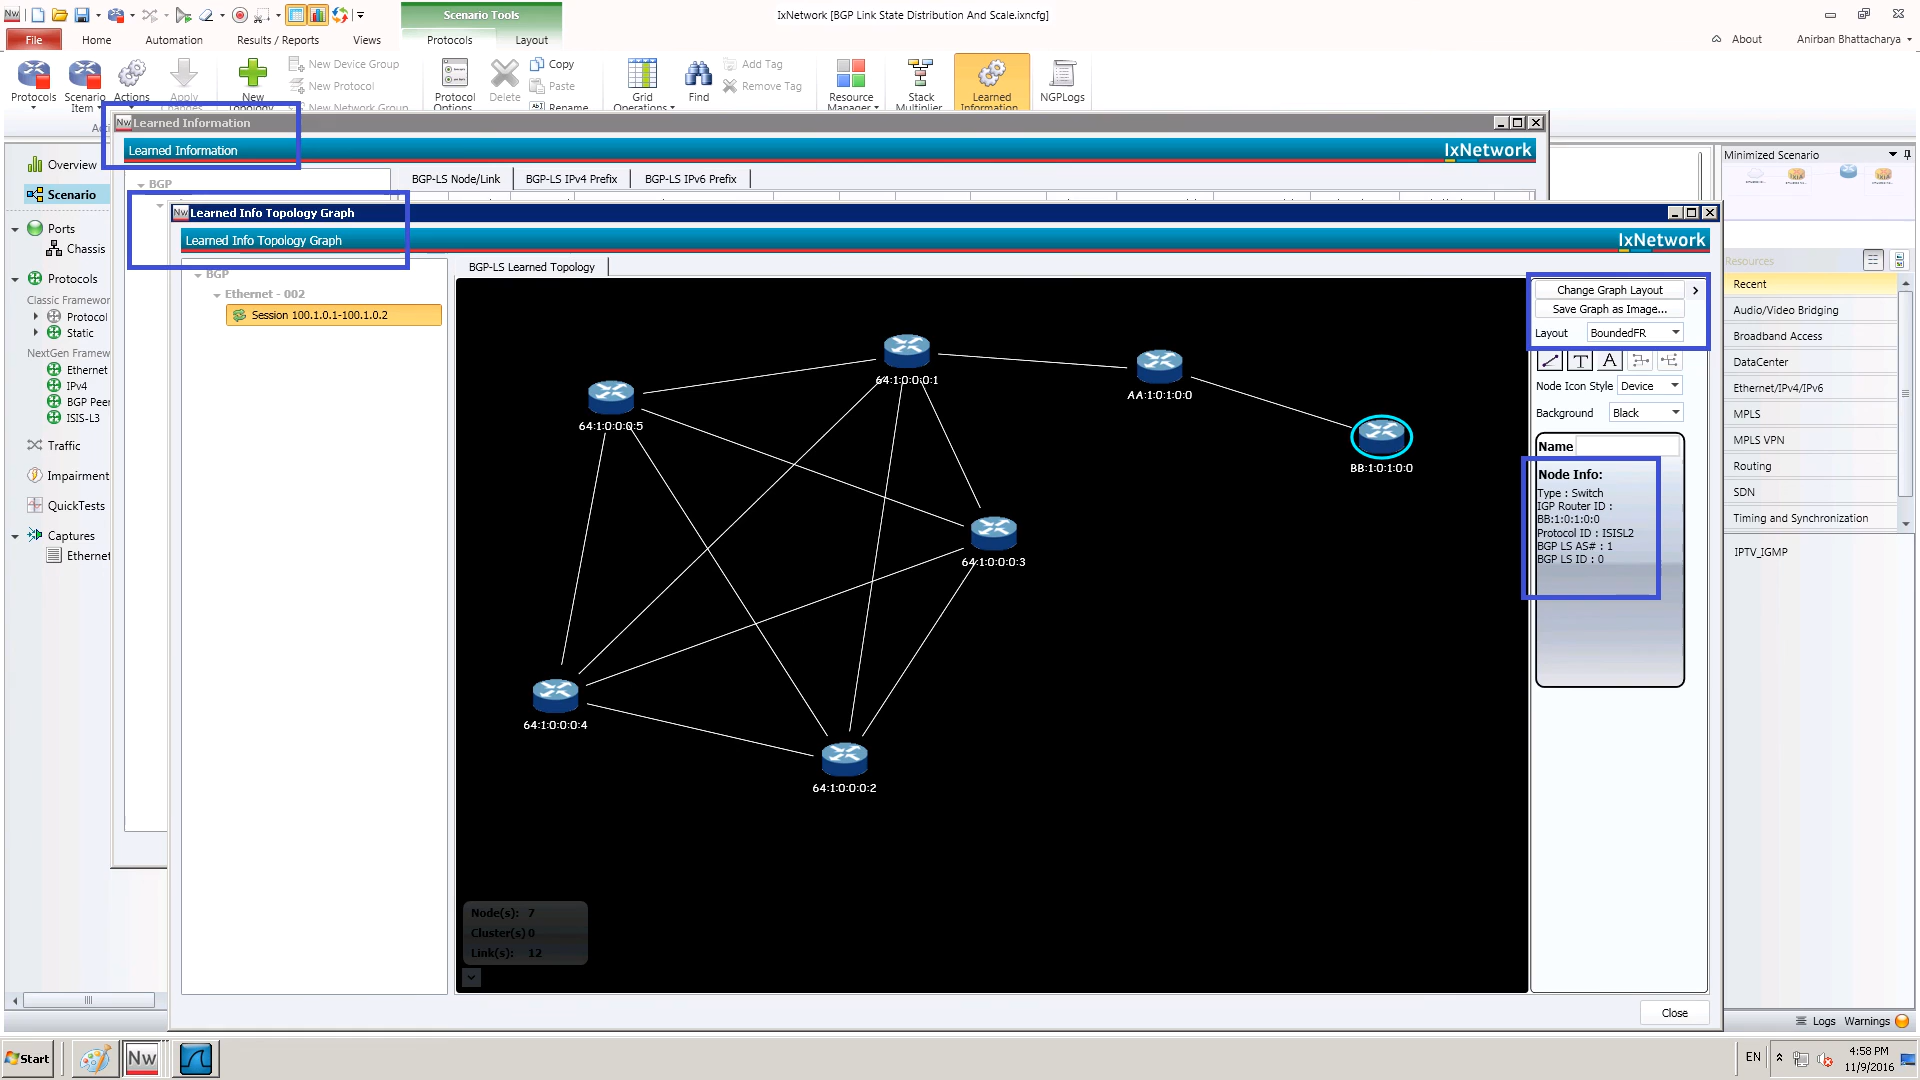 Nw
Scenario Tools
IxNetwork [BGP Link State Distribution And Scale.ixncfg]
File
Home
Automation
Results / Reports
Views
Protocols
Layout
About
Anirban Bhattacharya
Protocols
Scenario
Item
Actions
Apply
Changes
New
Topology
New Device Group
New Protocol
New Network Group
Protocol
Options
Delete
Copy
Paste
Rename
Grid
Operations
Find
Add Tag
Remove Tag
Resource
Manager
Stack
Multiplier
Learned
Information
NGPLogs
Nw Learned Information
Learned Information
IxNetwork
BGP
BGP-LS Node/Link
BGP-LS IPv4 Prefix
BGP-LS IPv6 Prefix
Nw Learned Info Topology Graph
Learned Info Topology Graph
IxNetwork
BGP
Ethernet - 002
Session 100.1.0.1-100.1.0.2
BGP-LS Learned Topology
64:1:0:0:0:1
AA:1:0:1:0:0
64:1:0:0:0:5
BB:1:0:1:0:0
64:1:0:0:0:3
64:1:0:0:0:4
64:1:0:0:0:2
Node(s): 7
Cluster(s) 0
Link(s): 12
Change Graph Layout
Save Graph as Image...
Layout BoundedFR
T A
Node Icon Style Device
Background Black
Name
Node Info:
Type : Switch
IGP Router ID :
BB:1:0:1:0:0
Protocol ID : ISISL2
BGP LS AS# : 1
BGP LS ID : 0
Close
Overview
Scenario
Ports
Chassis
Protocols
Classic Framewor
Protocol
Static
NextGen Framew
Ethernet
IPv4
BGP Peer
ISIS-L3
Traffic
Impairment
QuickTests
Captures
Ethernet
Minimized Scenario
Resources
Recent
Audio/Video Bridging
Broadband Access
DataCenter
Ethernet/IPv4/IPv6
MPLS
MPLS VPN
Routing
SDN
Timing and Synchronization
IPTV_IGMP
Logs
Warnings
Start
Nw
EN
4:58 PM
11/9/2016